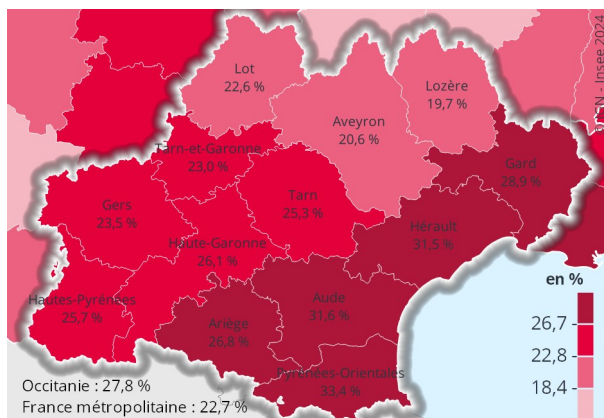 Lot
22,6 %
Lozère
19,7 %
Aveyron
20,6 %
Tarn-et-Garonne
23,0 %
Gard
28,9 %
Gers
23,5 %
Tarn
25,3 %
Hérault
31,5 %
Haute-Garonne
26,1 %
Hautes-Pyrénées
25,7 %
Aude
31,6 %
Ariège
26,8 %
Pyrénées-Orientales
33,4 %
en %
26,7
22,8
18,4
Occitanie : 27,8 %
France métropolitaine : 22,7 %
IGN - Insee 2024